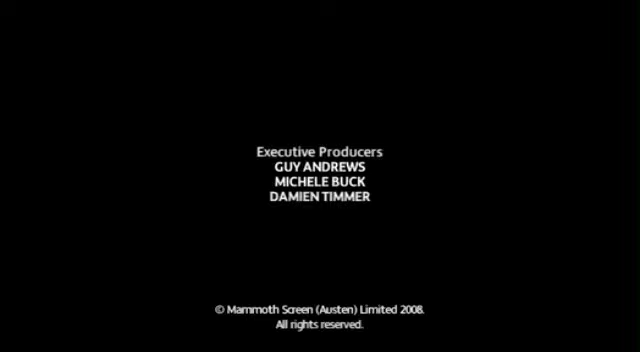 Executive Producers
GUY ANDREWS
MICHELE BUCK
DAMIEN TIMMER
© Mammoth Screen (Austen) Limited 2008.
All rights reserved.